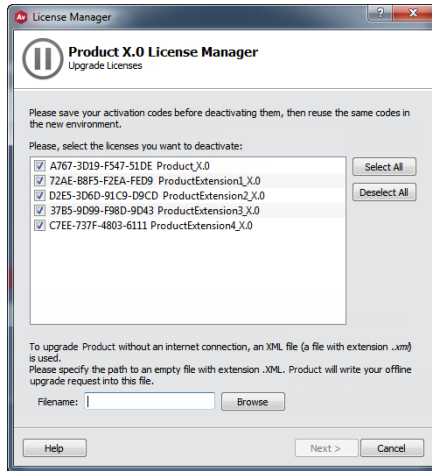 Av License Manager
?
X
Product X.0 License Manager
Upgrade Licenses
Please save your activation codes before deactivating them, then reuse the same codes in
the new environment.
Please, select the licenses you want to deactivate:
A767-3D19-F547-51DE Product_X.0
72AE-B8F5-F2EA-FED9 ProductExtension1_X.0
D2E5-3D6D-91C9-D9CD ProductExtension2_X.0
37B5-9D99-F98D-9D43 ProductExtension3_X.0
C7EE-737F-4803-6111 ProductExtension4_X.0
Select All
Deselect All
To upgrade Product without an internet connection, an XML file (a file with extension .xml)
is used.
Please specify the path to an empty file with extension .XML. Product will write your offline
upgrade request into this file.
Filename:
Browse
Help
Next >
Cancel